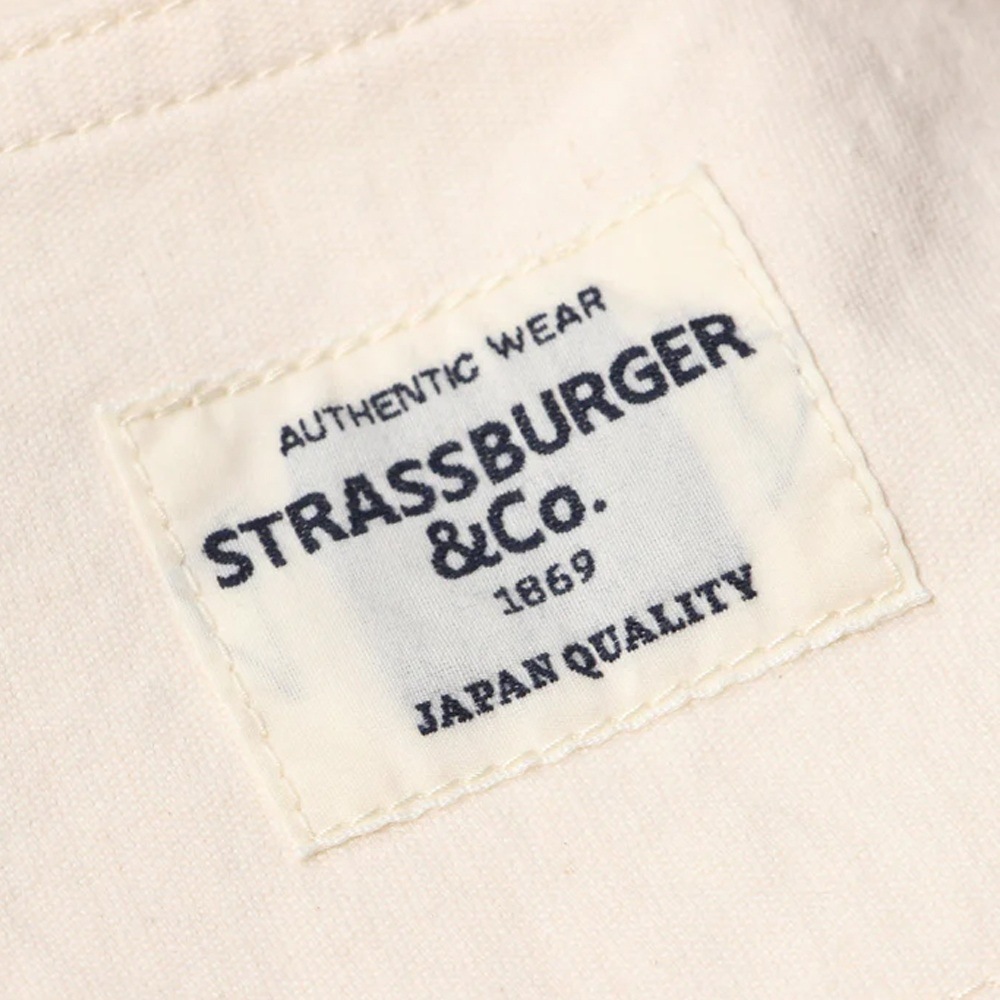 AUTHENTIC WEAR
STRASSBURGER
&Co.
1869
JAPAN QUALITY